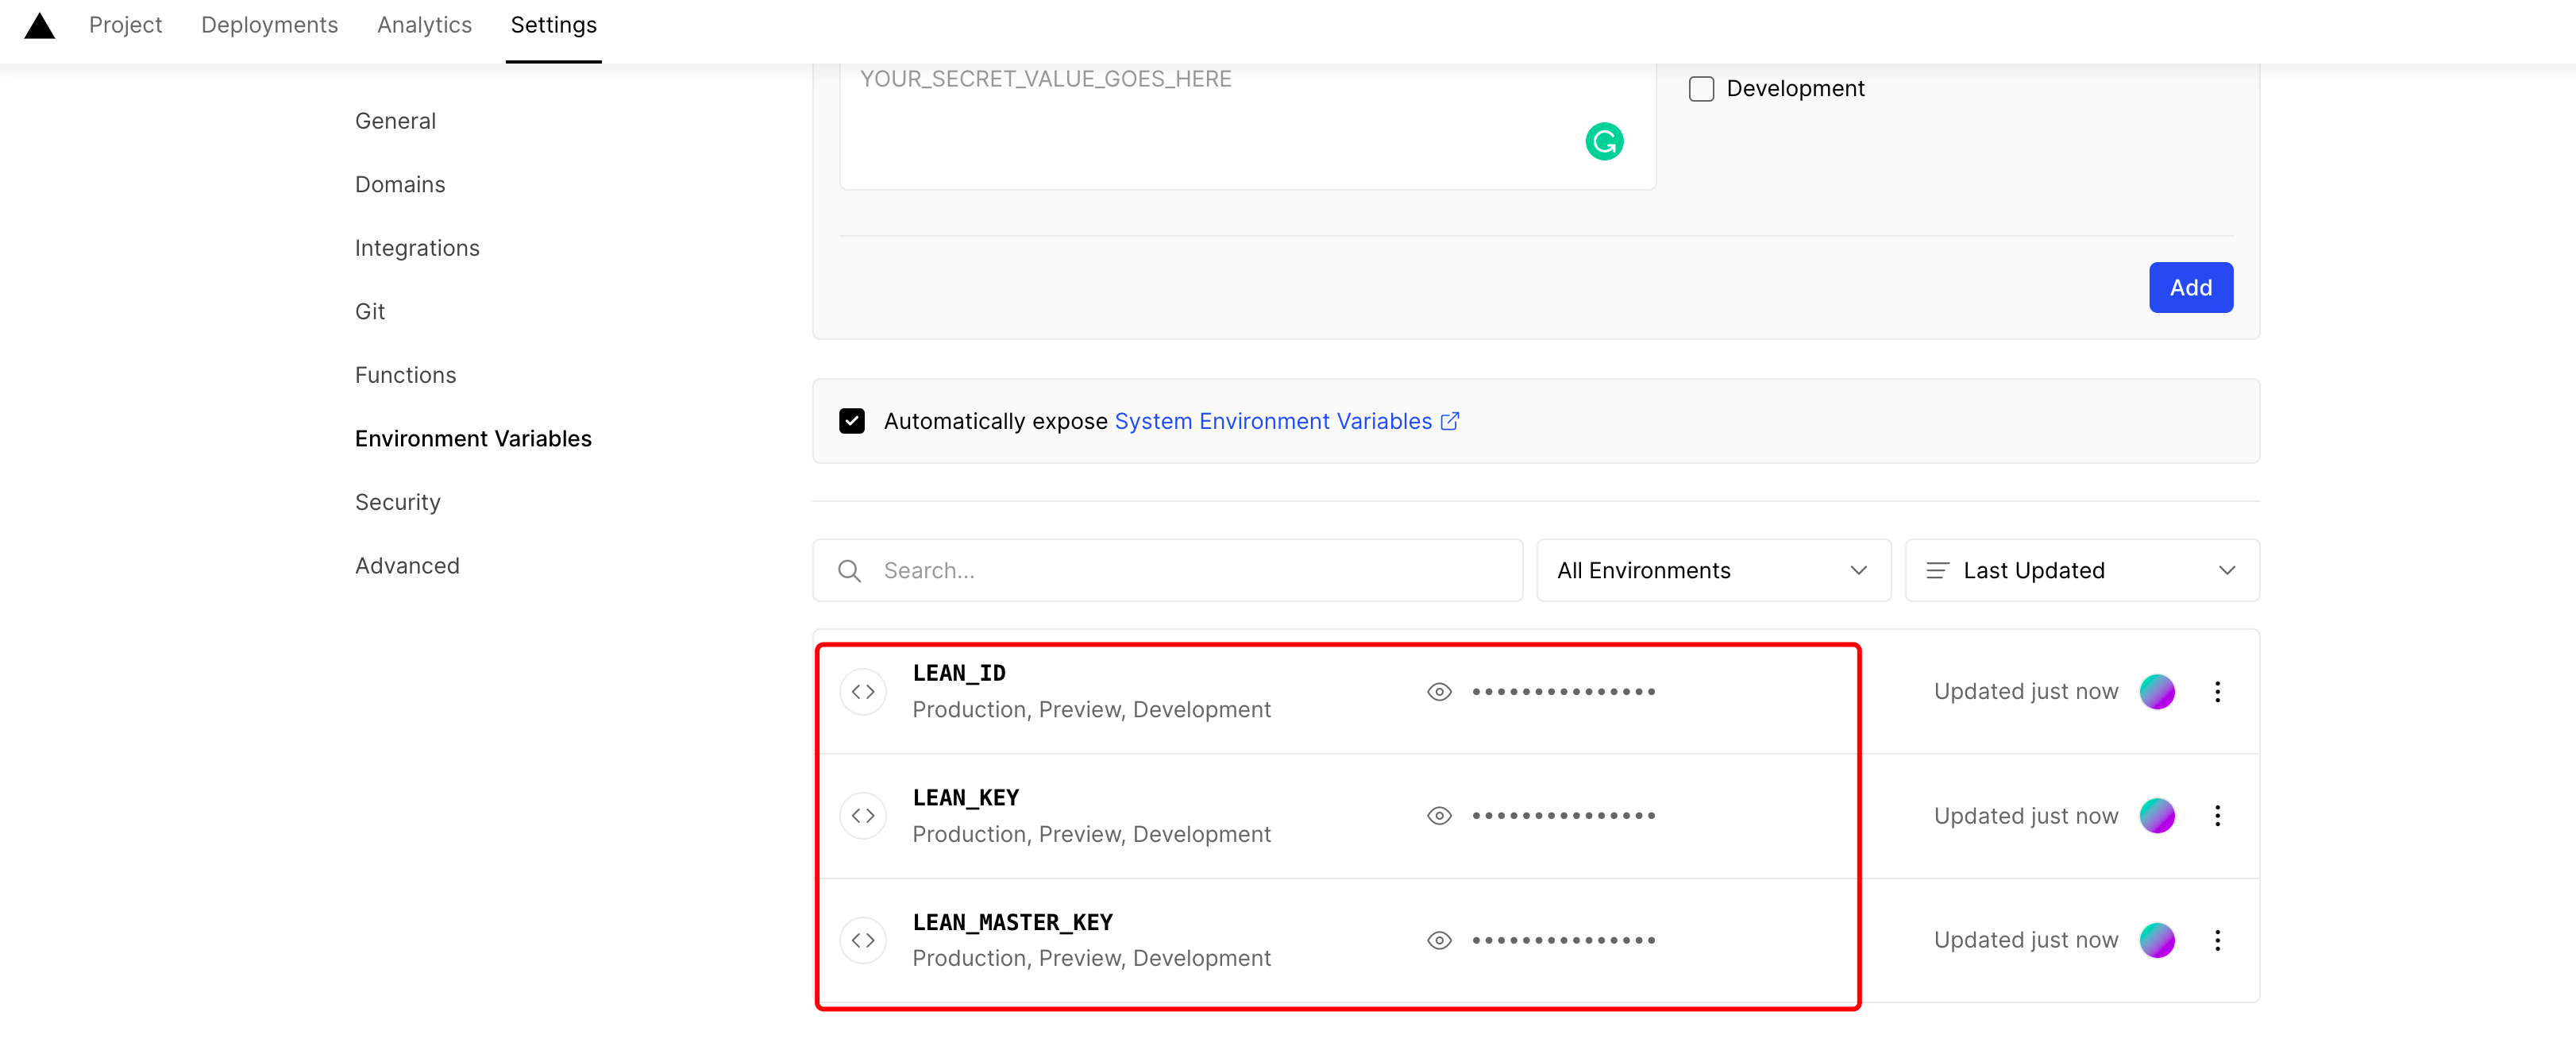 Project Deployments Analytics Settings
YOUR_SECRET_VALUE_GOES_HERE
Development
General
Domains
Integrations
Git
Functions
Environment Variables
Security
Advanced
Add
Automatically expose System Environment Variables
Search...
All Environments
Last Updated
LEAN_ID
Production, Preview, Development
•••••••••••••••
Updated just now
LEAN_KEY
Production, Preview, Development
•••••••••••••••
Updated just now
LEAN_MASTER_KEY
Production, Preview, Development
•••••••••••••••
Updated just now